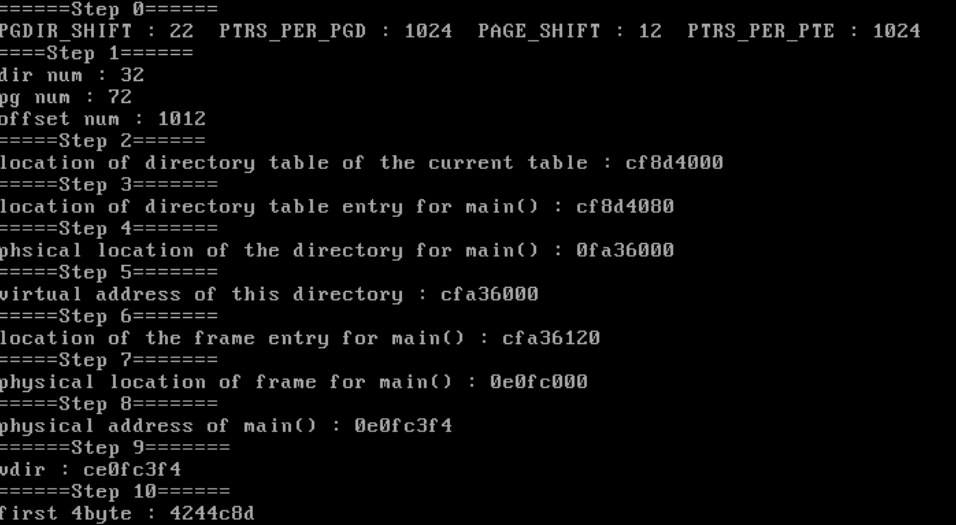 ======Step 0======
PGDIR_SHIFT : 22  PTRS_PER_PGD : 1024  PAGE_SHIFT : 12  PTRS_PER_PTE : 1024
====Step 1======
dir num : 32
pg num : 72
offset num : 1012
=====Step 2======
location of directory table of the current table : cf8d4000
=====Step 3=======
location of directory table entry for main() : cf8d4080
=====Step 4=======
phsical location of the directory for main() : 0fa36000
=====Step 5=======
virtual address of this directory : cfa36000
=====Step 6=======
location of the frame entry for main() : cfa36120
=====Step 7=======
physical location of frame for main() : 0e0fc000
=====Step 8=======
physical address of main() : 0e0fc3f4
======Step 9=======
vdir : ce0fc3f4
======Step 10======
first 4byte : 4244c8d